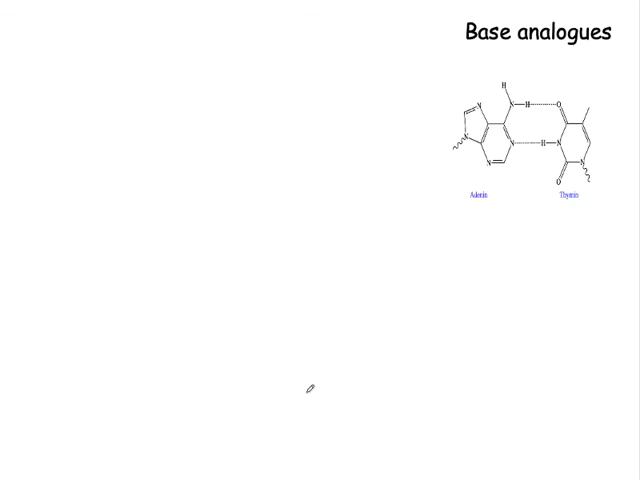 Base analogues
H
N
N H O
N N H N
N N
O
Adenin Thymin